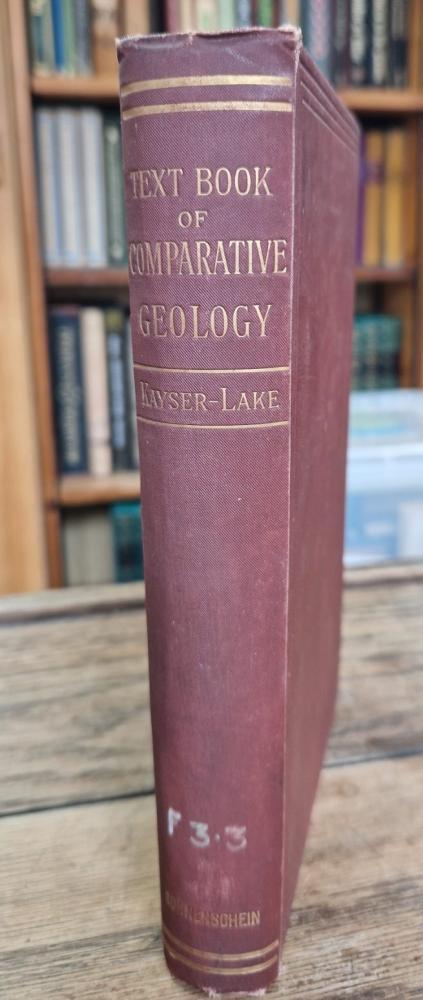 TEXT BOOK
OF
COMPARATIVE
GEOLOGY
KAYSER-LAKE
F 3.3
SONNENSCHEIN